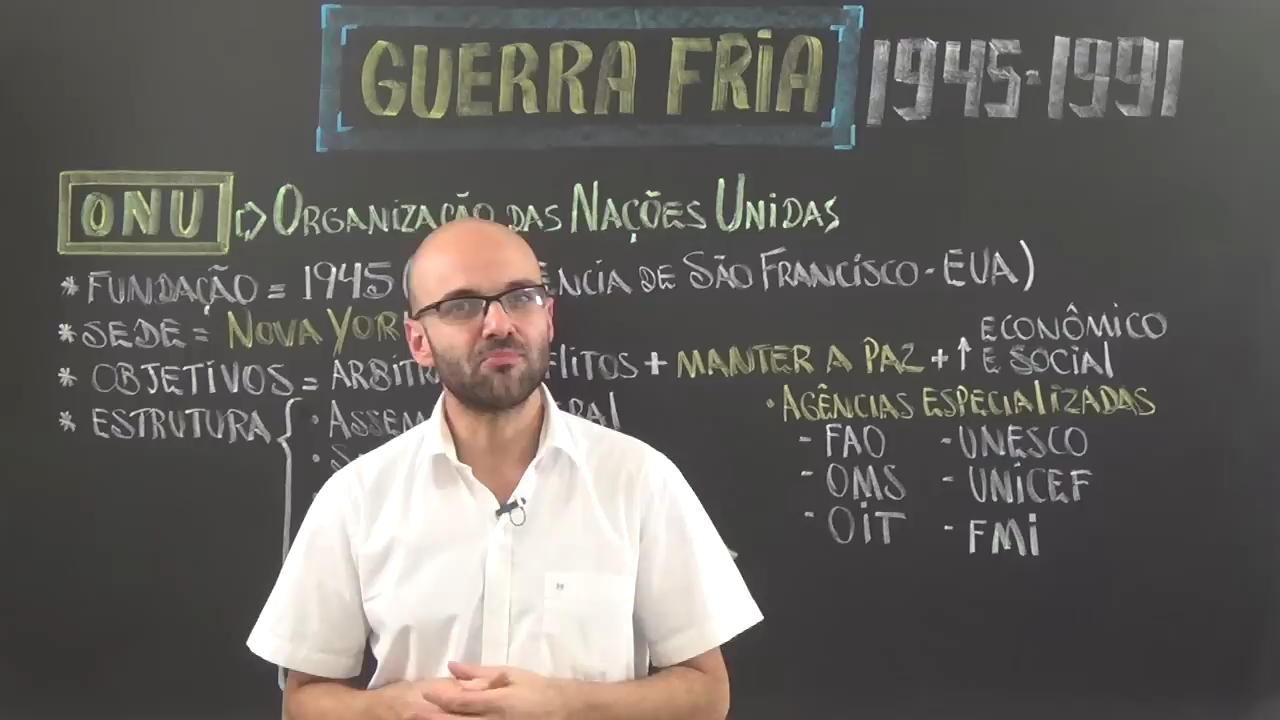 GUERRA FRIA 1945-1991
ONU ⇨ ORGANIZAÇÃO DAS NAÇÕES UNIDAS
* FUNDAÇÃO = 1945 ( ÊNCIA DE SÃO FRANCISCO - EUA)
* SEDE = NOVA YOR
* OBJETIVOS = ARBITR FLITOS + MANTER A PAZ + ↑ ECONÔMICO
E SOCIAL
* ESTRUTURA { · ASSEM RAL
· AGÊNCIAS ESPECIALIZADAS
- FAO - UNESCO
- OMS - UNICEF
- OIT - FMI